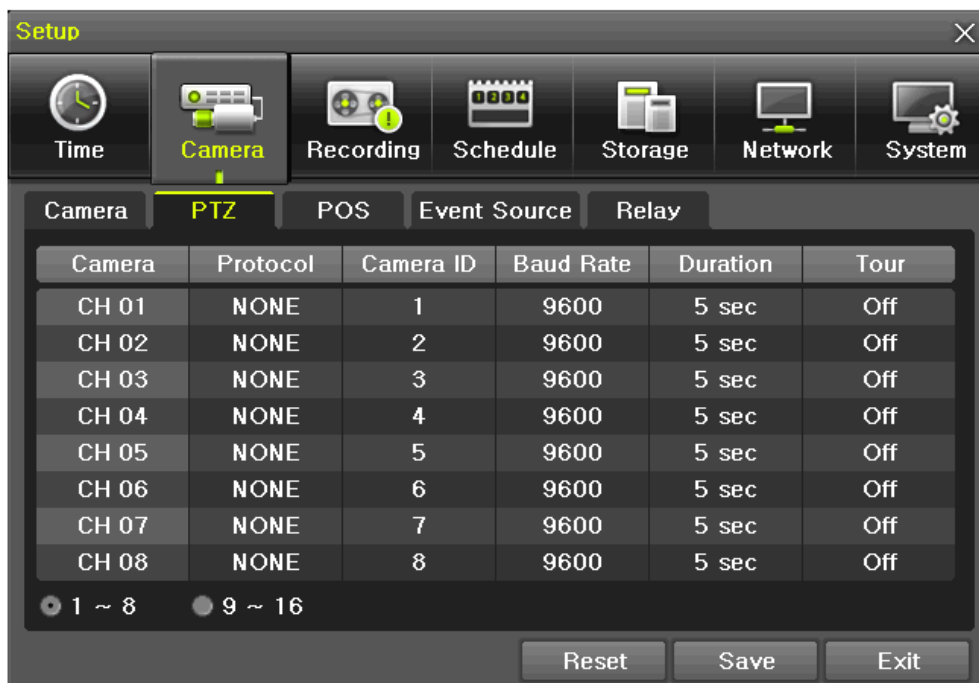 Setup
Time Camera Recording Schedule Storage Network System
Camera PTZ POS Event Source Relay
Camera Protocol Camera ID Baud Rate Duration Tour
CH 01 NONE 1 9600 5 sec Off
CH 02 NONE 2 9600 5 sec Off
CH 03 NONE 3 9600 5 sec Off
CH 04 NONE 4 9600 5 sec Off
CH 05 NONE 5 9600 5 sec Off
CH 06 NONE 6 9600 5 sec Off
CH 07 NONE 7 9600 5 sec Off
CH 08 NONE 8 9600 5 sec Off
1 ~ 8 9 ~ 16
Reset Save Exit